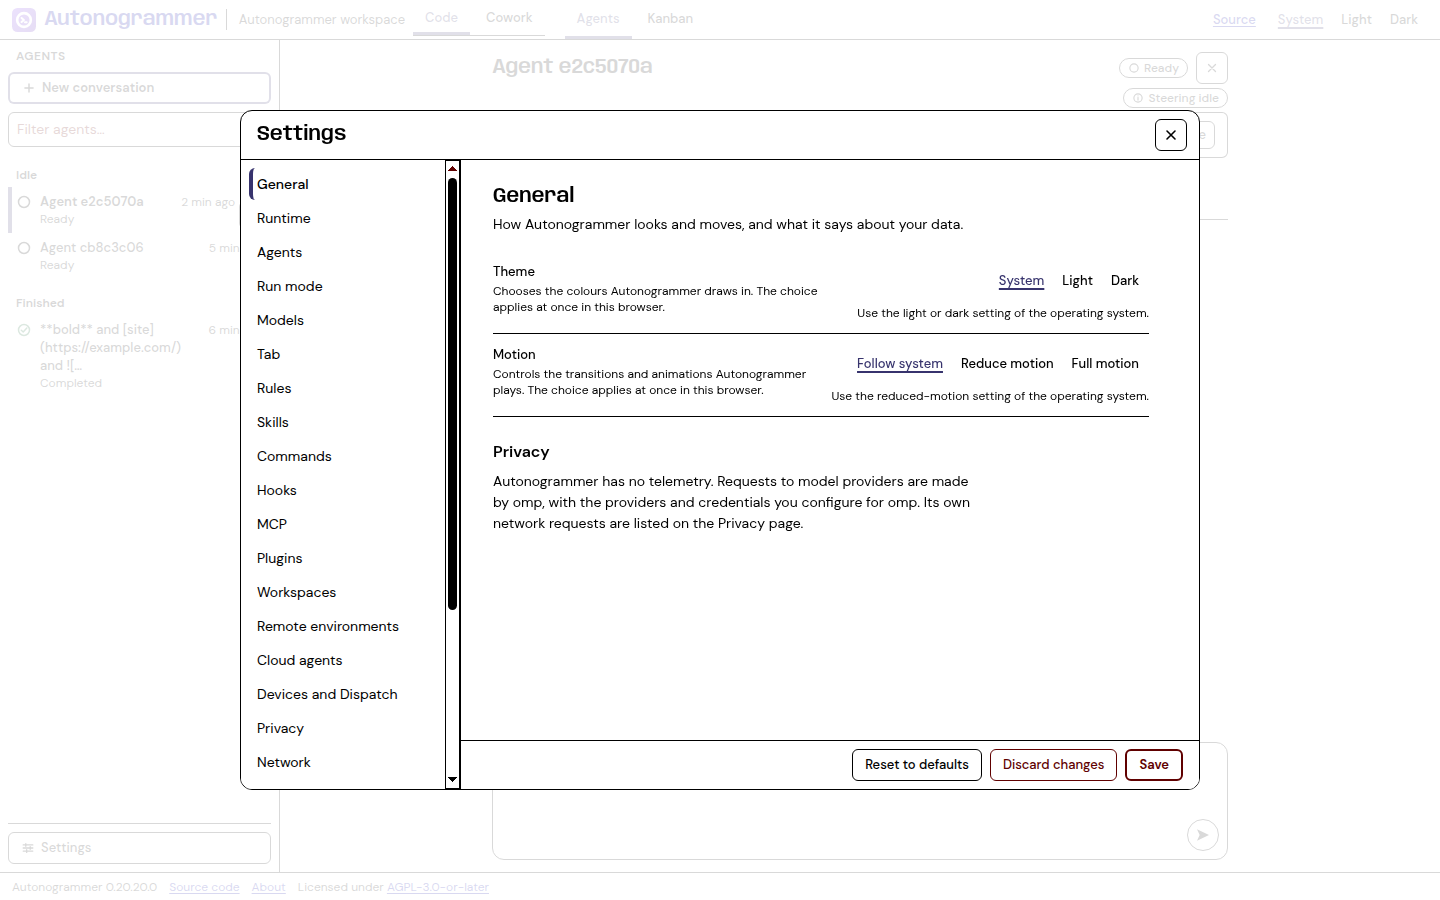 Autonogrammer
Autonogrammer workspace
Code
Cowork
Agents
Kanban
Source
System
Light
Dark
AGENTS
New conversation
Filter agents...
Idle
Agent e2c5070a
2 min ago
Ready
Agent cb8c3c06
5 min
Ready
Finished
**bold** and [site]
6 min
(https://example.com/)
and ![...
Completed
Settings
Agent e2c5070a
Ready
Steering idle
Settings
General
Runtime
Agents
Run mode
Models
Tab
Rules
Skills
Commands
Hooks
MCP
Plugins
Workspaces
Remote environments
Cloud agents
Devices and Dispatch
Privacy
Network
General
How Autonogrammer looks and moves, and what it says about your data.
Theme
Chooses the colours Autonogrammer draws in. The choice
applies at once in this browser.
System
Light
Dark
Use the light or dark setting of the operating system.
Motion
Controls the transitions and animations Autonogrammer
plays. The choice applies at once in this browser.
Follow system
Reduce motion
Full motion
Use the reduced-motion setting of the operating system.
Privacy
Autonogrammer has no telemetry. Requests to model providers are made
by omp, with the providers and credentials you configure for omp. Its own
network requests are listed on the Privacy page.
Reset to defaults
Discard changes
Save
Autonogrammer 0.20.20.0
Source code
About
Licensed under AGPL-3.0-or-later